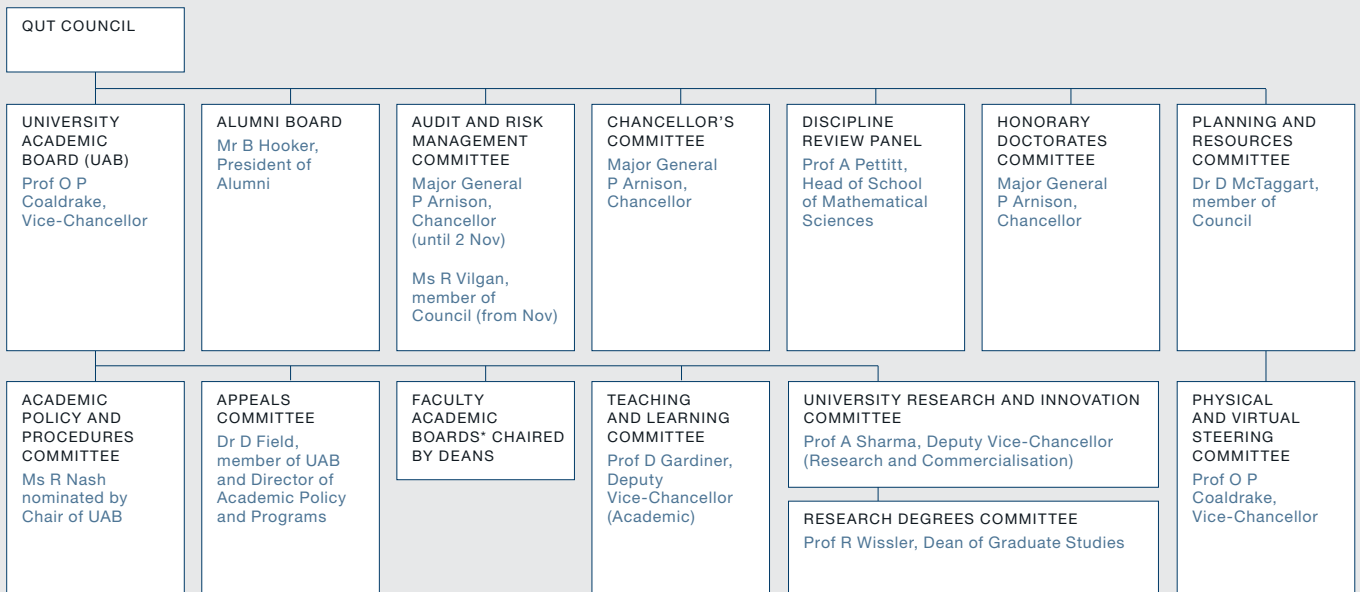 QUT COUNCIL
UNIVERSITY
ACADEMIC
BOARD (UAB)
Prof O P
Coaldrake,
Vice-Chancellor
ALUMNI BOARD
Mr B Hooker,
President of
Alumni
AUDIT AND RISK
MANAGEMENT
COMMITTEE
Major General
P Arnison,
Chancellor
(until 2 Nov)
Ms R Vilgan,
member of
Council (from Nov)
CHANCELLOR'S
COMMITTEE
Major General
P Arnison,
Chancellor
DISCIPLINE
REVIEW PANEL
Prof A Pettitt,
Head of School
of Mathematical
Sciences
HONORARY
DOCTORATES
COMMITTEE
Major General
P Arnison,
Chancellor
PLANNING AND
RESOURCES
COMMITTEE
Dr D McTaggart,
member of
Council
ACADEMIC
POLICY AND
PROCEDURES
COMMITTEE
Ms R Nash
nominated by
Chair of UAB
APPEALS
COMMITTEE
Dr D Field,
member of UAB
and Director of
Academic Policy
and Programs
FACULTY
ACADEMIC
BOARDS* CHAIRED
BY DEANS
TEACHING
AND LEARNING
COMMITTEE
Prof D Gardiner,
Deputy
Vice-Chancellor
(Academic)
UNIVERSITY RESEARCH AND INNOVATION
COMMITTEE
Prof A Sharma, Deputy Vice-Chancellor
(Research and Commercialisation)
RESEARCH DEGREES COMMITTEE
Prof R Wissler, Dean of Graduate Studies
PHYSICAL
AND VIRTUAL
STEERING
COMMITTEE
Prof O P
Coaldrake,
Vice-Chancellor